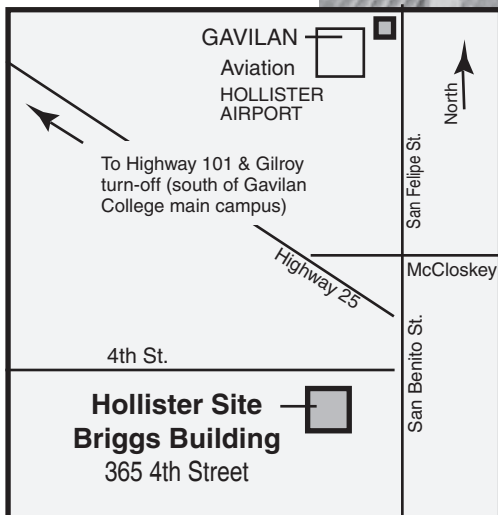 GAVILAN
Aviation
HOLLISTER
AIRPORT
North
San Felipe St.
To Highway 101 & Gilroy
turn-off (south of Gavilan
College main campus)
Highway 25
McCloskey
San Benito St.
4th St.
Hollister Site
Briggs Building
365 4th Street